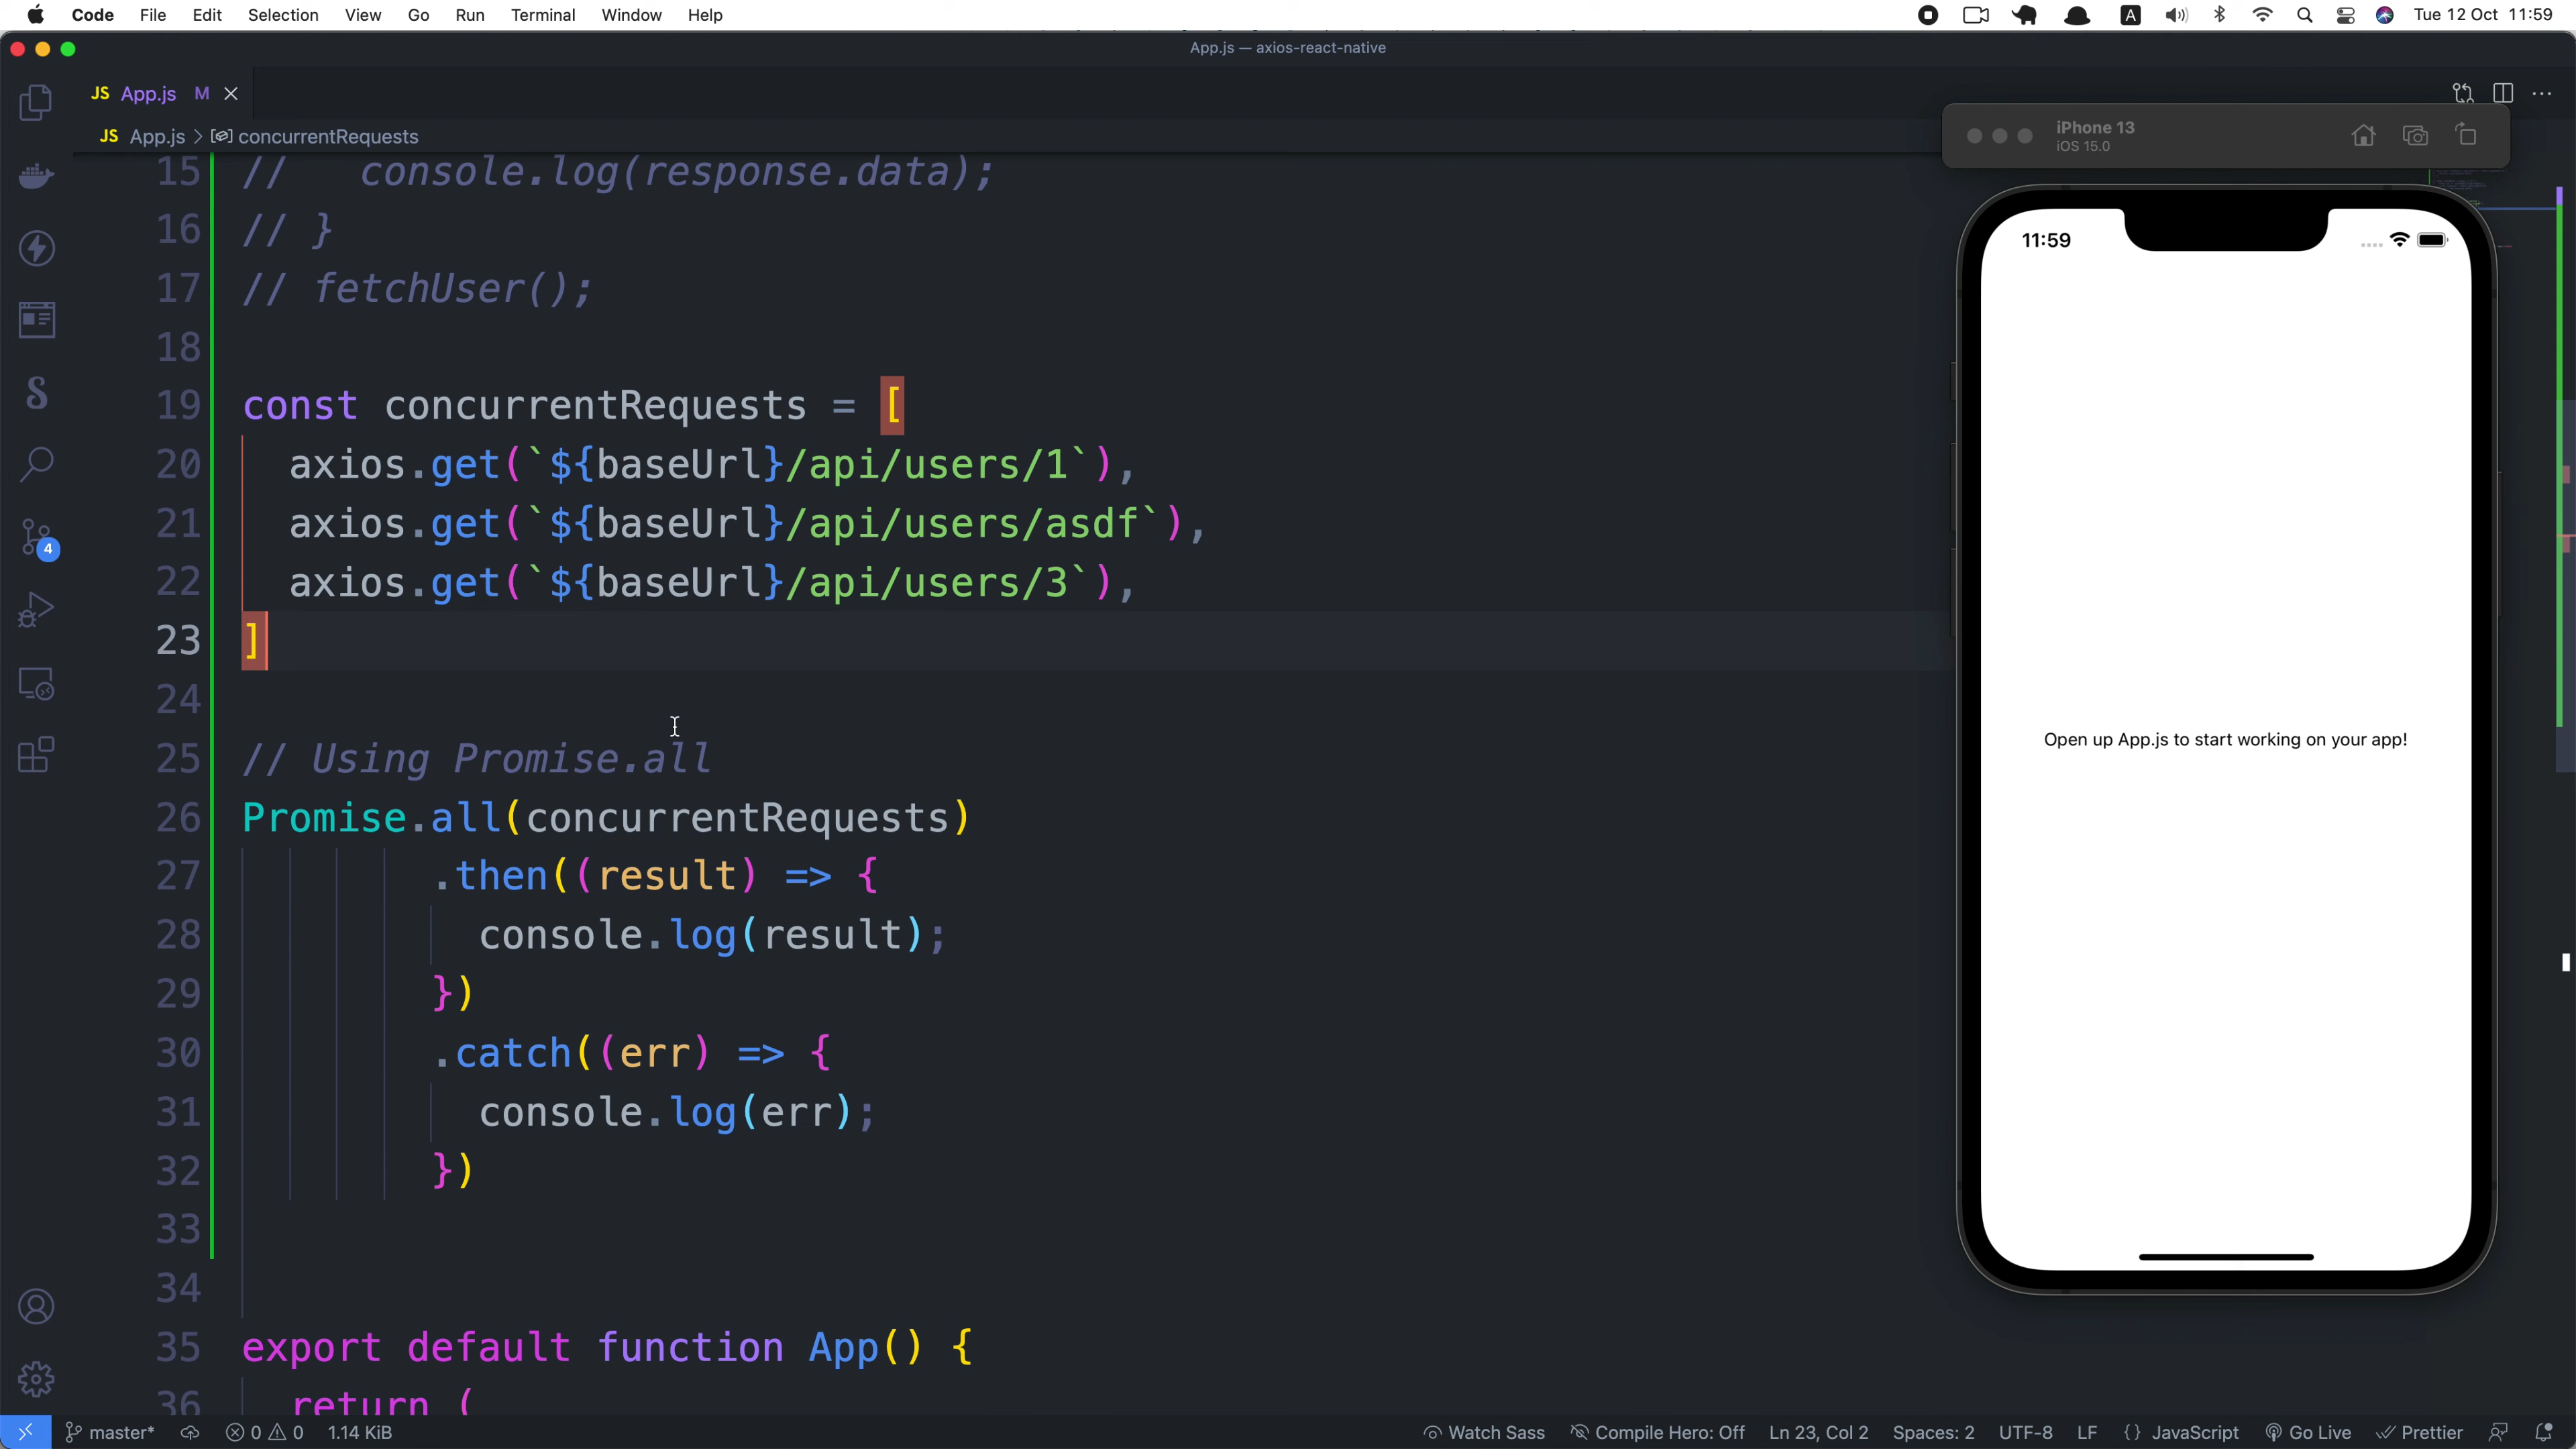 Code File Edit Selection View Go Run Terminal Window Help A Tue 12 Oct 11:59
App.js — axios-react-native
JS App.js M
JS App.js > concurrentRequests
iPhone 13
iOS 15.0
11:59
15 //   console.log(response.data);
16 // }
17 // fetchUser();
18
19 const concurrentRequests = [
20   axios.get(`${baseUrl}/api/users/1`),
21   axios.get(`${baseUrl}/api/users/asdf`),
22   axios.get(`${baseUrl}/api/users/3`),
23 ]
24
25 // Using Promise.all
26 Promise.all(concurrentRequests)
27         .then((result) => {
28           console.log(result);
29         })
30         .catch((err) => {
31           console.log(err);
32         })
33
34
35 export default function App() {
36   return (
4
Open up App.js to start working on your app!
master* 0 0 1.14 KiB Watch Sass Compile Hero: Off Ln 23, Col 2 Spaces: 2 UTF-8 LF {} JavaScript Go Live Prettier